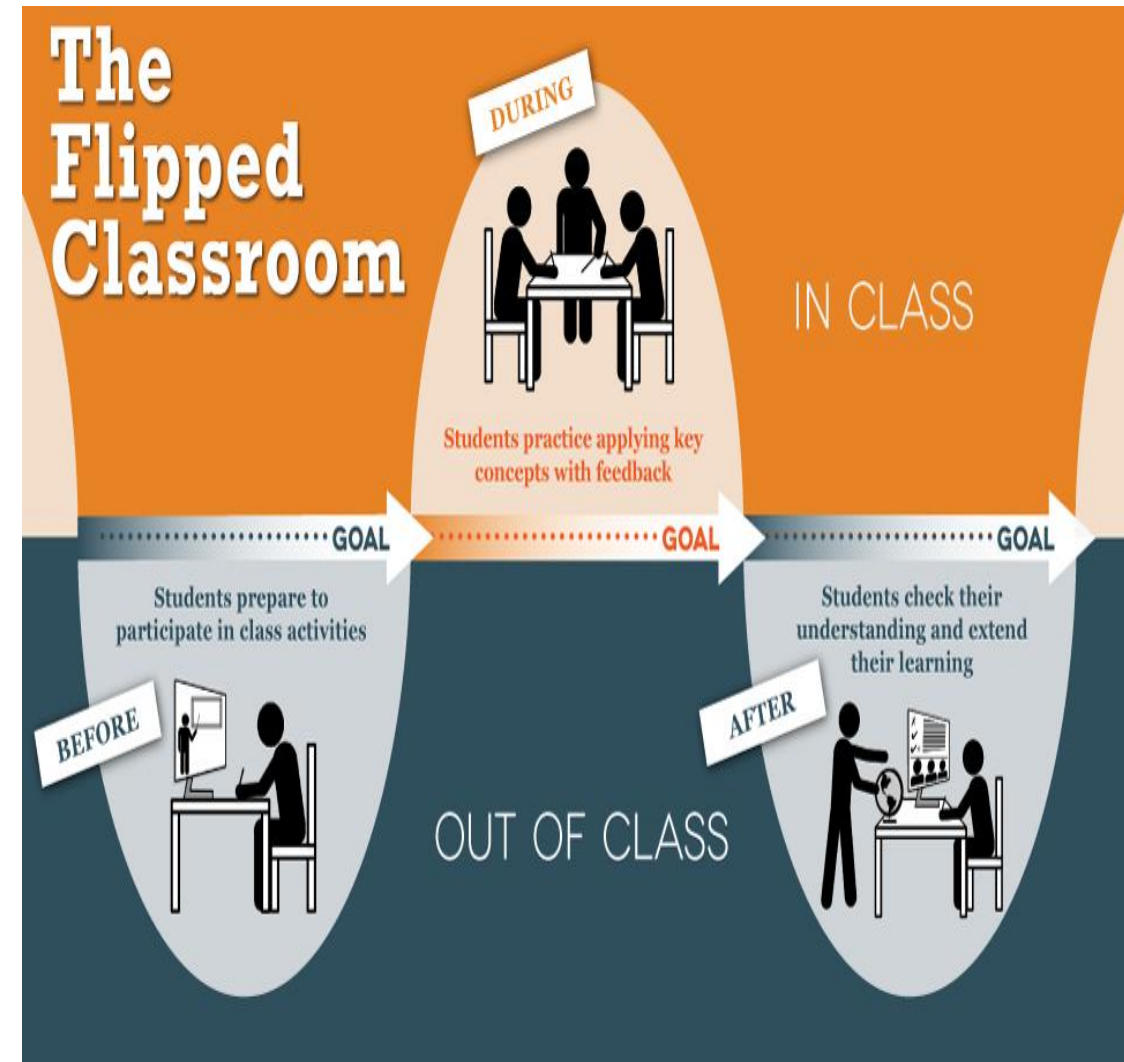 The
Flipped
Classroom
DURING
IN CLASS
Students practice applying key
concepts with feedback
GOAL
GOAL
GOAL
Students prepare to
participate in class activities
BEFORE
Students check their
understanding and extend
their learning
AFTER
OUT OF CLASS